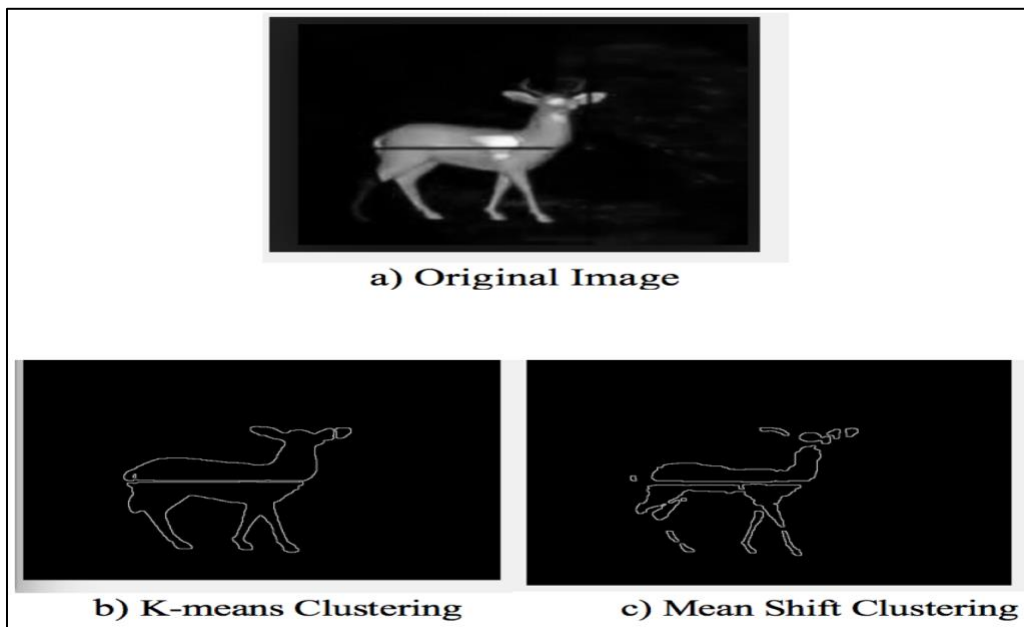 a) Original Image
b) K-means Clustering
c) Mean Shift Clustering